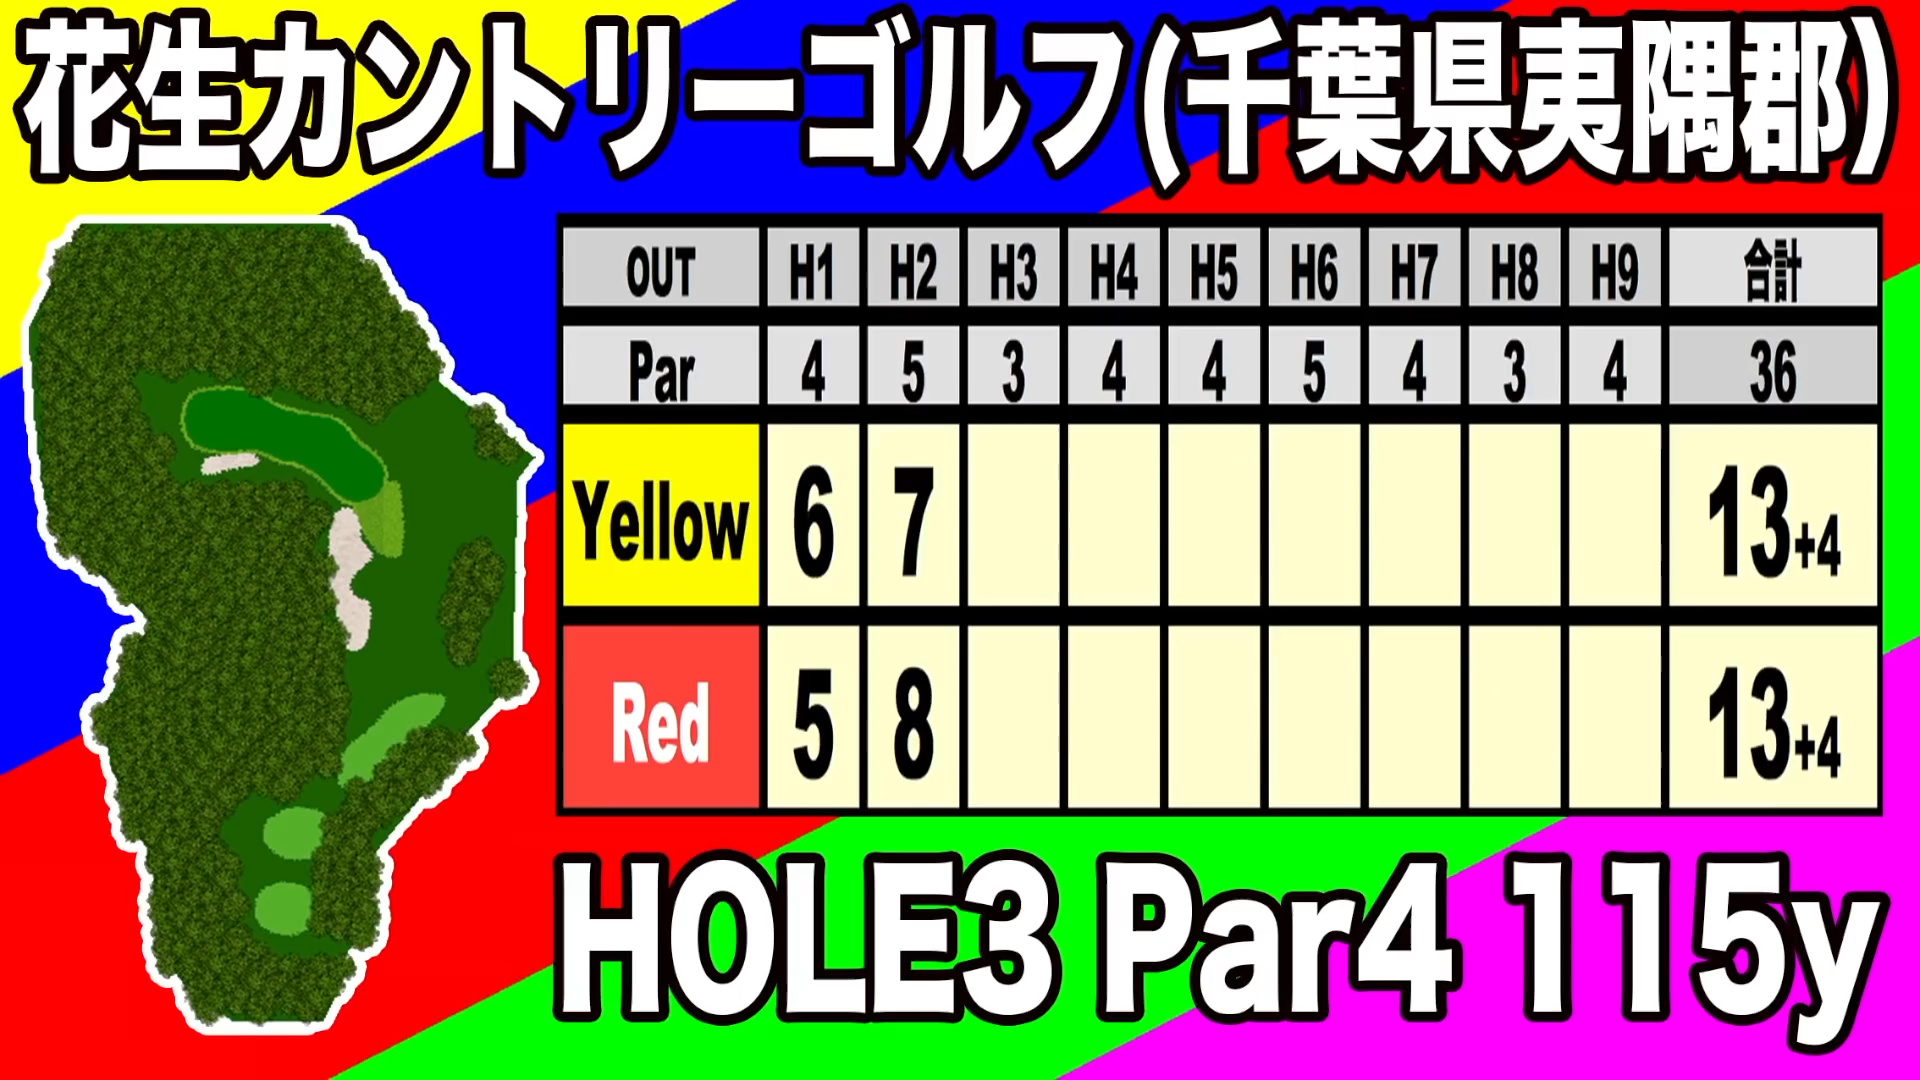 花生カントリーゴルフ(千葉県夷隅郡)
OUT H1 H2 H3 H4 H5 H6 H7 H8 H9 合計
Par 4 5 3 4 4 5 4 3 4 36
Yellow 6 7 13+4
Red 5 8 13+4
HOLE3 Par4 115y